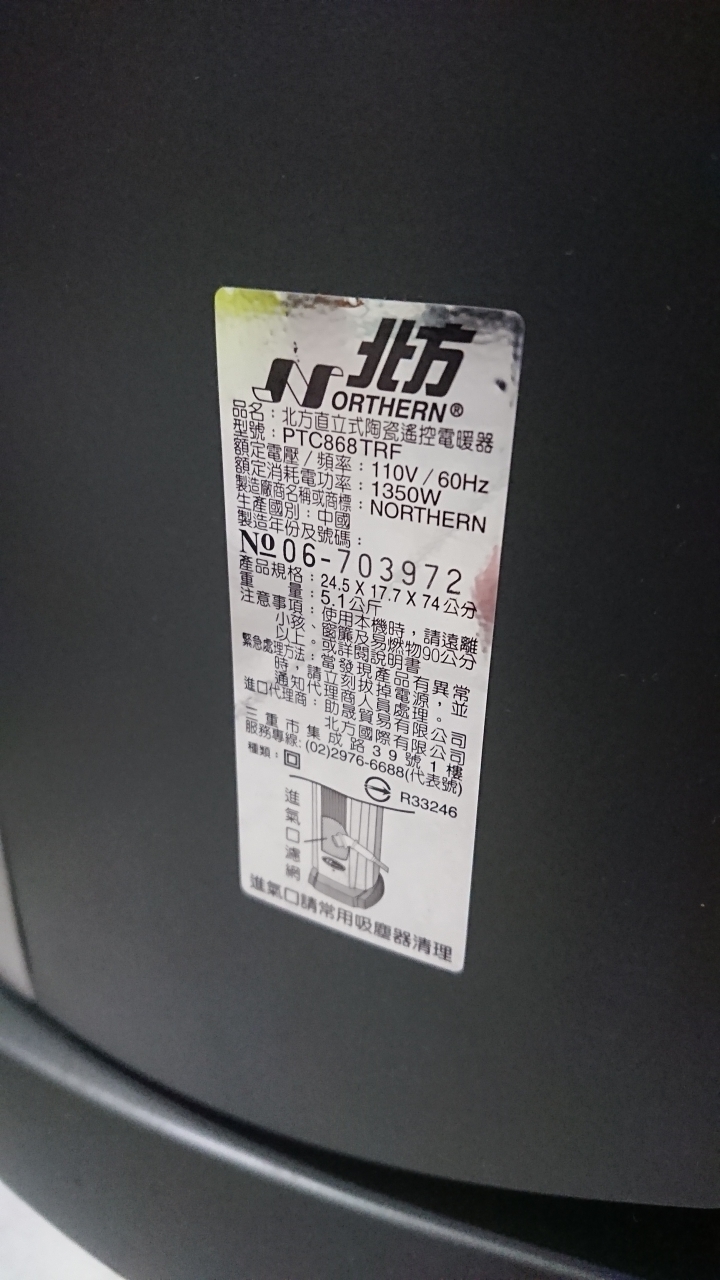 北方
NORTHERN®
品名：北方直立式陶瓷遙控電暖器
型號：PTC868TRF
額定電壓/頻率：110V/60Hz
額定消耗電功率：1350W
製造廠商名稱或商標：NORTHERN
生產國別：中國
製造年份及號碼：
№06-703972
產品規格：24.5X17.7X74公分
重量：5.1公斤
注意事項：使用本機時，請遠離
小孩、窗簾及易燃物90公分
以上。或詳閱說明書
緊急處理方法：當發現產品有異常
時，請立刻拔掉電源，並
通知代理商人員處理。
進口代理商：助晟貿易有限公司
北方國際有限公司
三重市集成路39號1樓
服務專線：(02)2976-6688(代表號)
種類：回
R33246
進氣口濾網
進氣口請常用吸塵器清理